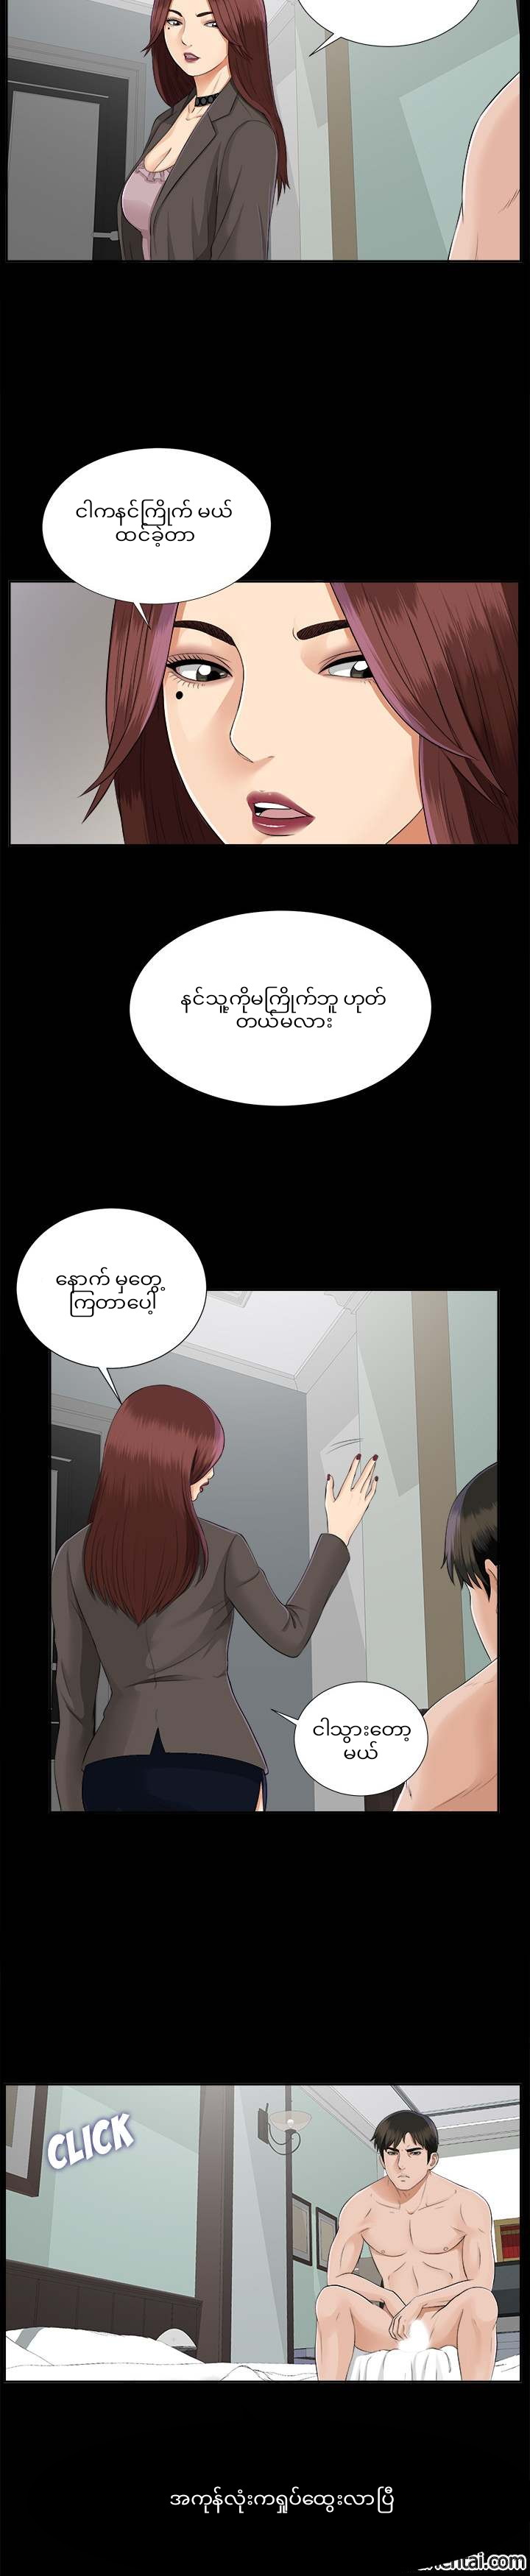 ငါကနင်ကြိုက် မယ်
ထင်ခဲ့တာ
နင်သူ့ကိုမကြိုက်ဘူ ဟုတ်
တယ်မလား
နောက် မှတွေ့
ကြတာပေါ့
ငါသွားတော့
မယ်
CLICK
အကုန်လုံးကရှုပ်ထွေးလာပြီ